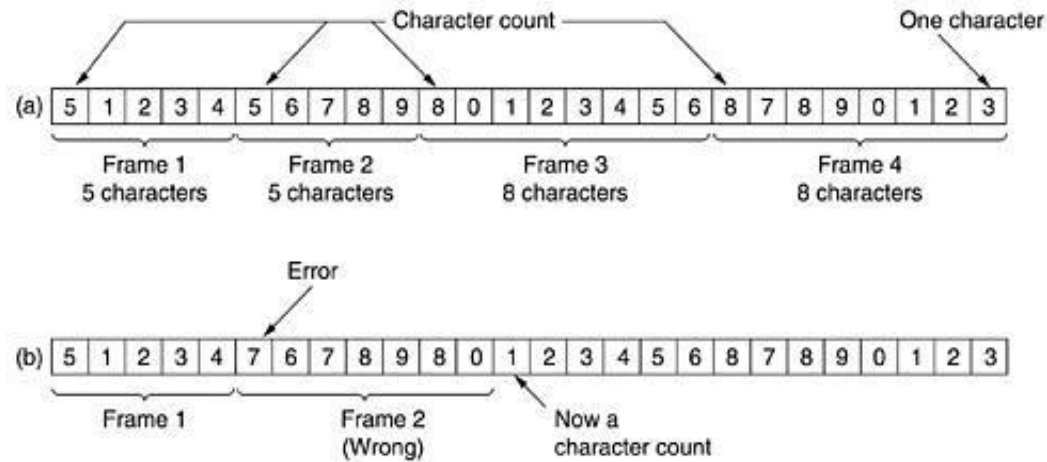 Character count
One character
(a) 5 1 2 3 4 5 6 7 8 9 8 0 1 2 3 4 5 6 8 7 8 9 0 1 2 3
Frame 1 Frame 2 Frame 3 Frame 4
5 characters 5 characters 8 characters 8 characters
Error
(b) 5 1 2 3 4 7 6 7 8 9 8 0 1 2 3 4 5 6 8 7 8 9 0 1 2 3
Frame 1 Frame 2 Now a
(Wrong) character count